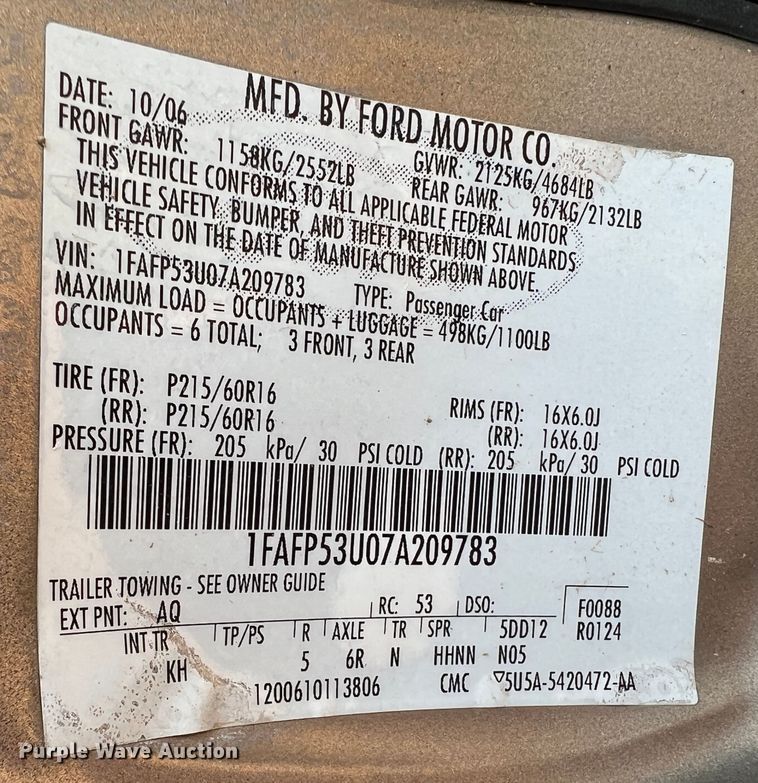 MFD. BY FORD MOTOR CO.
DATE: 10/06 GVWR: 2125KG/4684LB
FRONT GAWR: 1158KG/2552LB REAR GAWR: 967KG/2132LB
THIS VEHICLE CONFORMS TO ALL APPLICABLE FEDERAL MOTOR
VEHICLE SAFETY, BUMPER, AND THEFT PREVENTION STANDARDS
IN EFFECT ON THE DATE OF MANUFACTURE SHOWN ABOVE.
VIN: 1FAFP53U07A209783 TYPE: Passenger Car
MAXIMUM LOAD = OCCUPANTS + LUGGAGE = 498KG/1100LB
OCCUPANTS = 6 TOTAL; 3 FRONT, 3 REAR
TIRE (FR): P215/60R16 RIMS (FR): 16X6.0J
(RR): P215/60R16 (RR): 16X6.0J
PRESSURE (FR): 205 kPa/ 30 PSI COLD (RR): 205 kPa/ 30 PSI COLD
1FAFP53U07A209783
TRAILER TOWING - SEE OWNER GUIDE
EXT PNT: AQ RC: 53 DSO: F0088
INT TR TP/PS R AXLE TR SPR 5DD12 R0124
KH 5 6R N HHNN N05
1200610113806 CMC ▽5U5A-5420472-AA
Purple Wave Auction